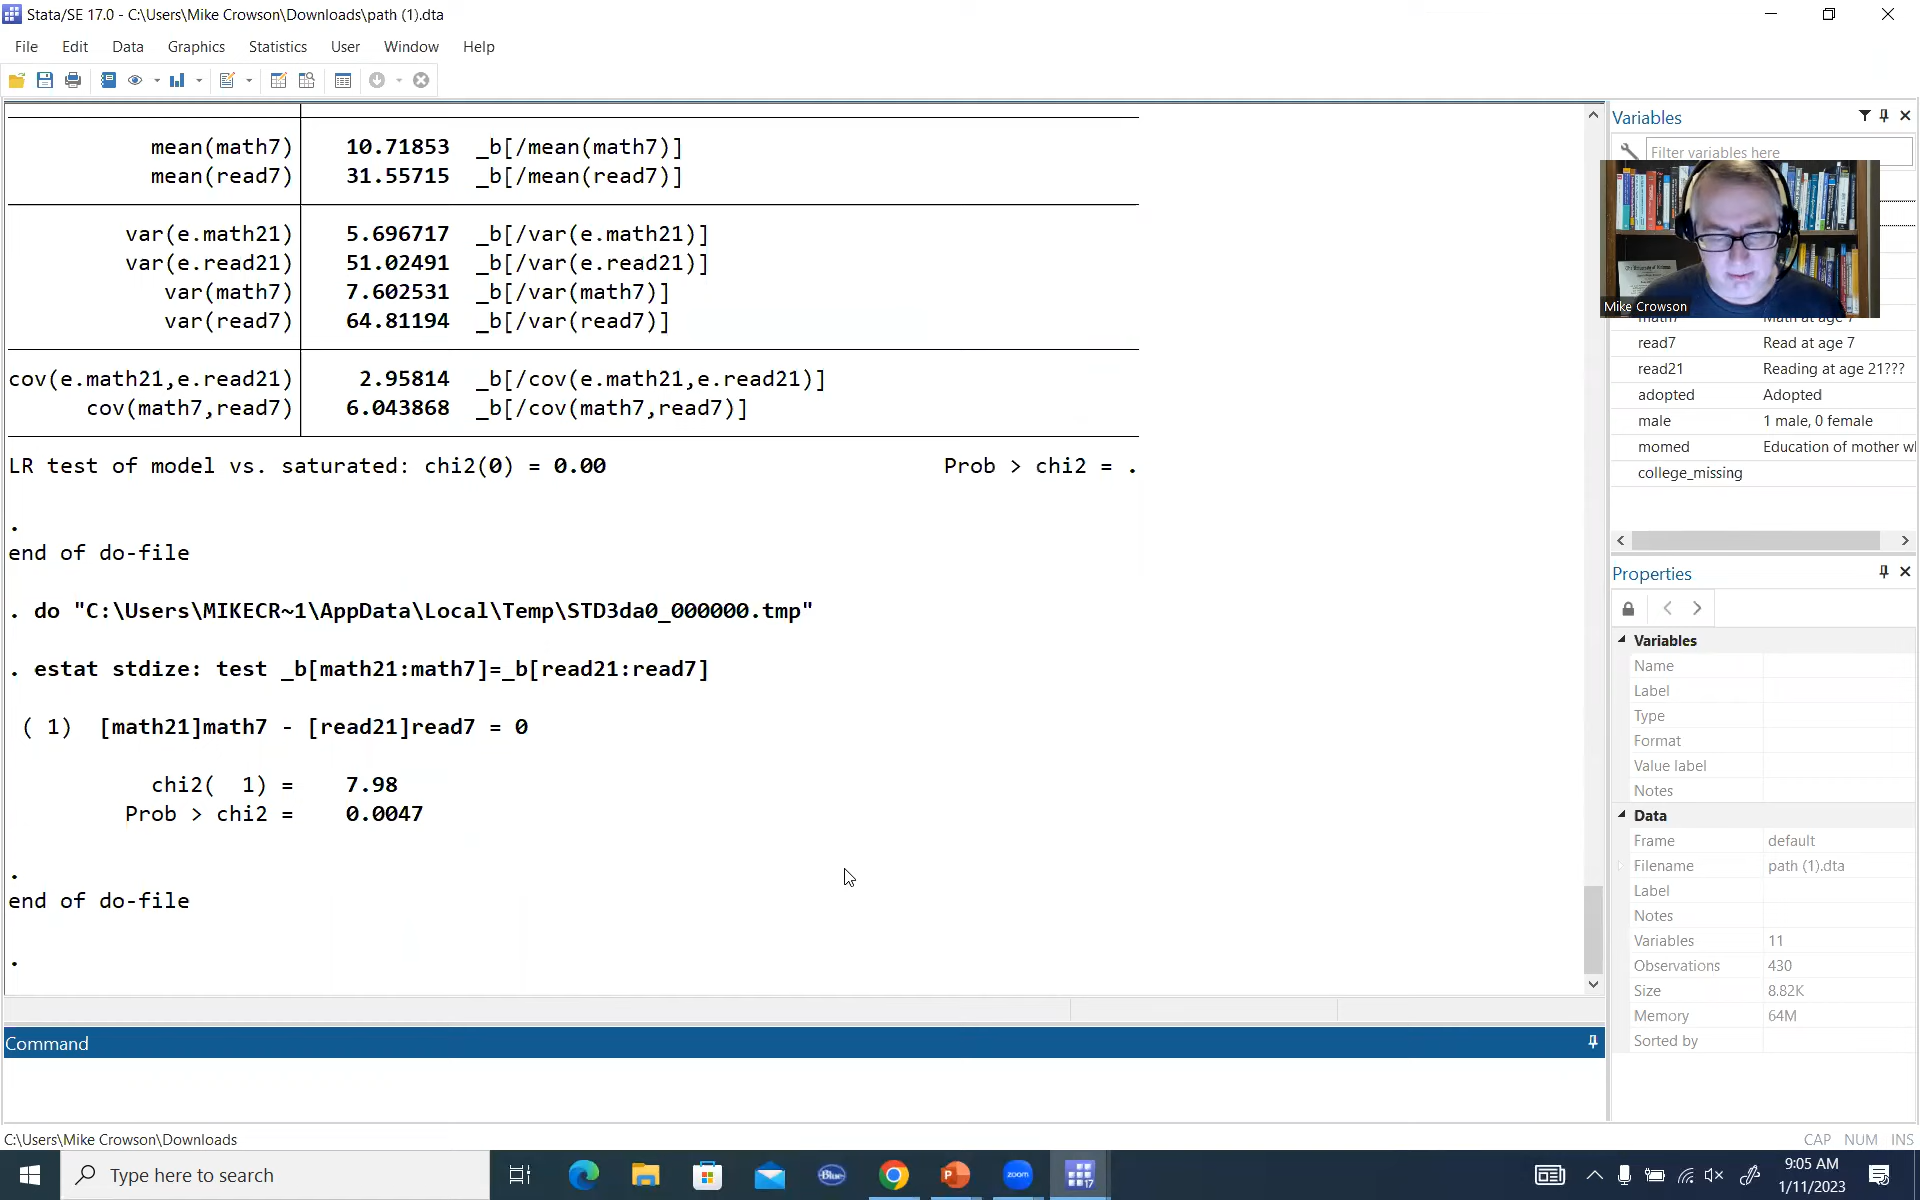 Stata/SE 17.0 - C:\Users\Mike Crowson\Downloads\path (1).dta
File Edit Data Graphics Statistics User Window Help
mean(math7) 10.71853 _b[/mean(math7)]
mean(read7) 31.55715 _b[/mean(read7)]
var(e.math21) 5.696717 _b[/var(e.math21)]
var(e.read21) 51.02491 _b[/var(e.read21)]
var(math7) 7.602531 _b[/var(math7)]
var(read7) 64.81194 _b[/var(read7)]
cov(e.math21,e.read21) 2.95814 _b[/cov(e.math21,e.read21)]
cov(math7,read7) 6.043868 _b[/cov(math7,read7)]
LR test of model vs. saturated: chi2(0) = 0.00 Prob > chi2 = .
.
end of do-file
. do "C:\Users\MIKECR~1\AppData\Local\Temp\STD3da0_000000.tmp"
. estat stdize: test _b[math21:math7]=_b[read21:read7]
( 1) [math21]math7 - [read21]read7 = 0
chi2( 1) = 7.98
Prob > chi2 = 0.0047
.
end of do-file
.
Command
C:\Users\Mike Crowson\Downloads
Variables
Filter variables here
Mike Crowson
math7 Math at age 7
read7 Read at age 7
read21 Reading at age 21???
adopted Adopted
male 1 male, 0 female
momed Education of mother wh
college_missing
Properties
Variables
Name
Label
Type
Format
Value label
Notes
Data
Frame default
Filename path (1).dta
Label
Notes
Variables 11
Observations 430
Size 8.82K
Memory 64M
Sorted by
CAP NUM INS
Type here to search
Blue
zoom
17
9:05 AM
1/11/2023